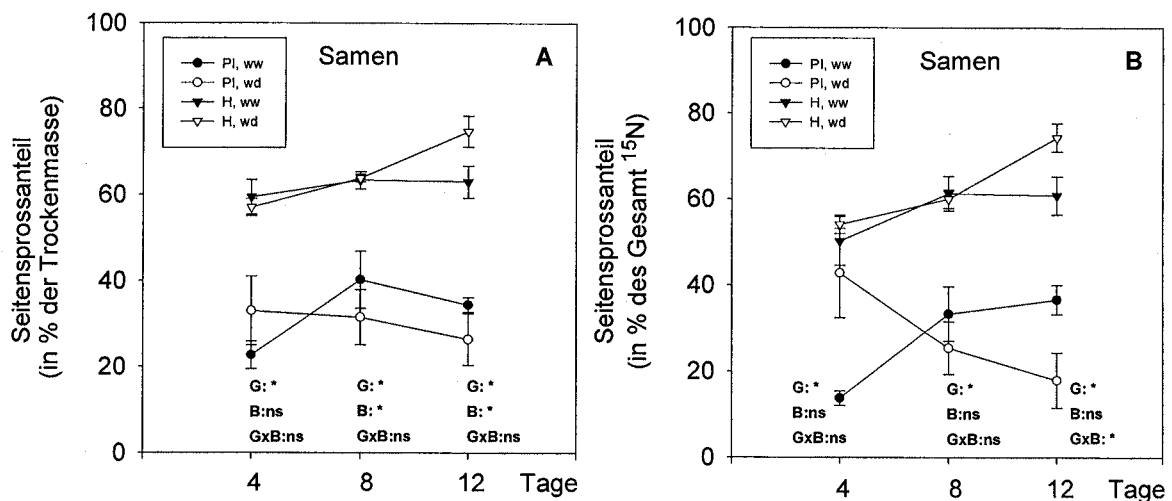 Seitensprossanteil
(in % der Trockenmasse)
100
80
60
40
20
0
Pl, ww
Pl, wd
H, ww
H, wd
Samen
A
G: *
B:ns
GxB:ns
G: *
B: *
GxB:ns
G: *
B: *
GxB:ns
4
8
12
Tage
Seitensprossanteil
(in % des Gesamt ¹⁵N)
100
80
60
40
20
0
Pl, ww
Pl, wd
H, ww
H, wd
Samen
B
G: *
B:ns
GxB:ns
G: *
B:ns
GxB:ns
G: *
B:ns
GxB: *
4
8
12
Tage